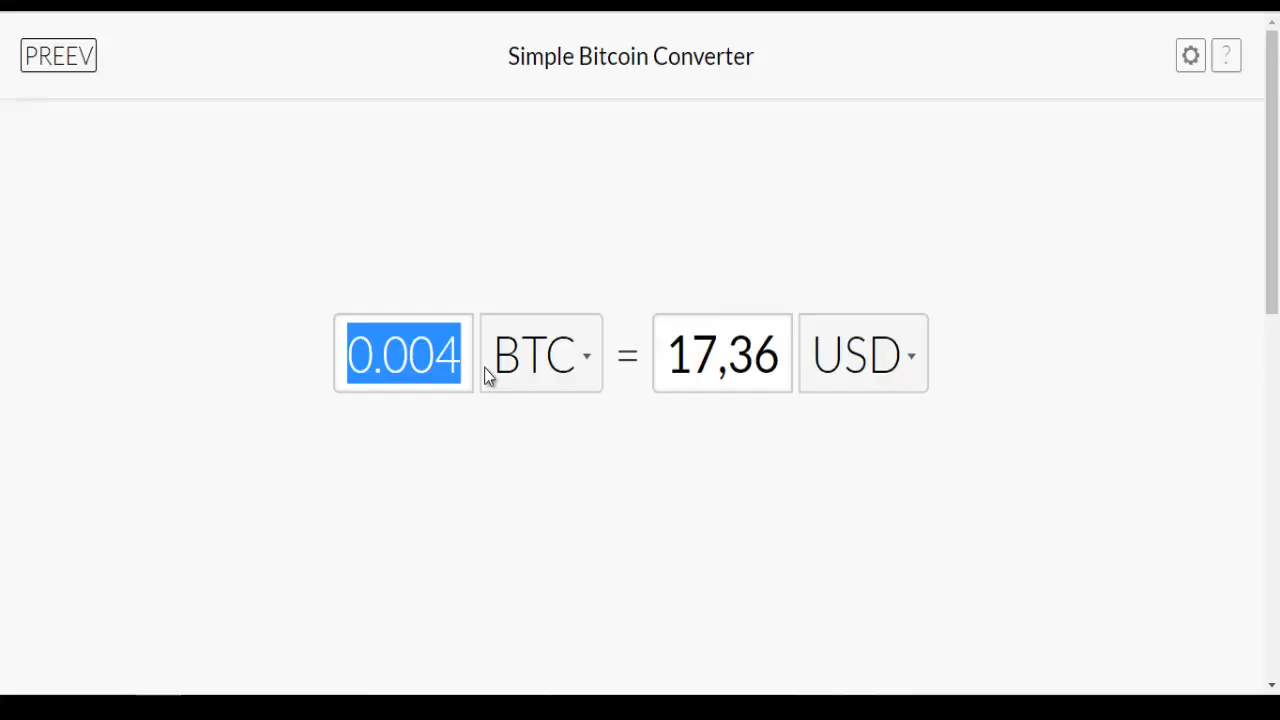 PREEV
Simple Bitcoin Converter
?
0.004 BTC = 17,36 USD